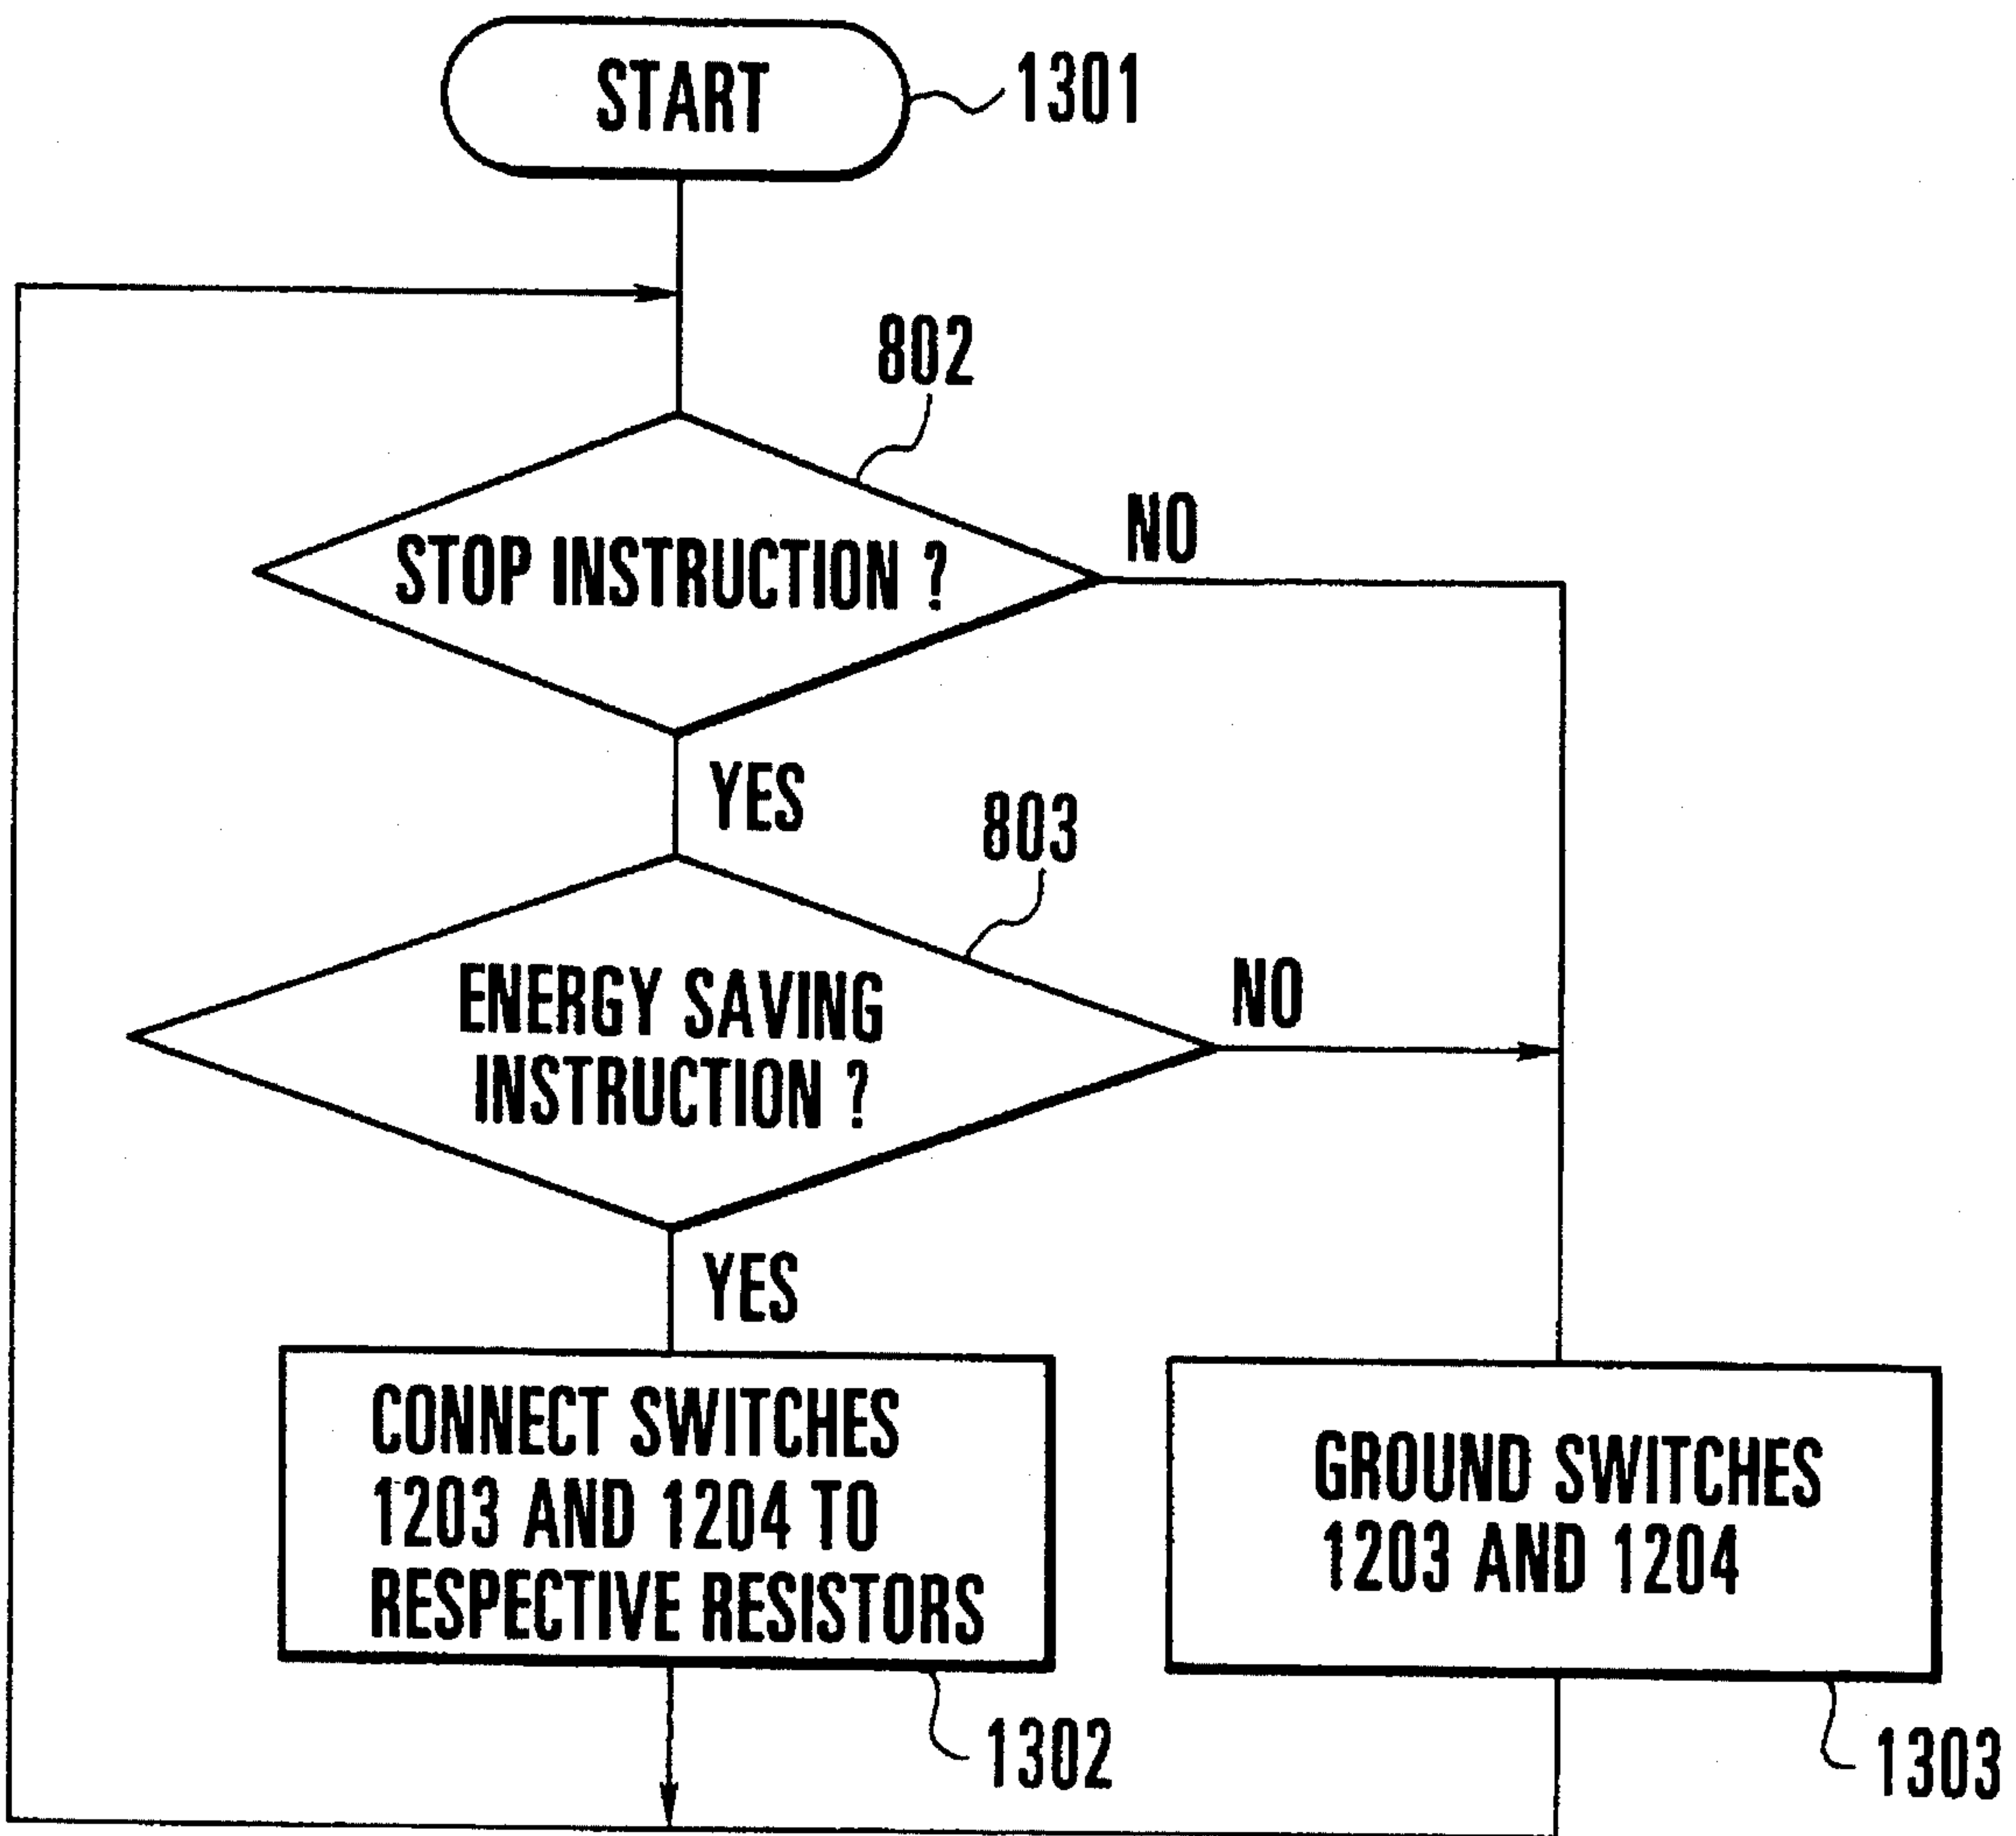 START
1301
802
STOP INSTRUCTION ?
NO
YES
803
ENERGY SAVING
INSTRUCTION ?
NO
YES
CONNECT SWITCHES
1203 AND 1204 TO
RESPECTIVE RESISTORS
1302
GROUND SWITCHES
1203 AND 1204
1303